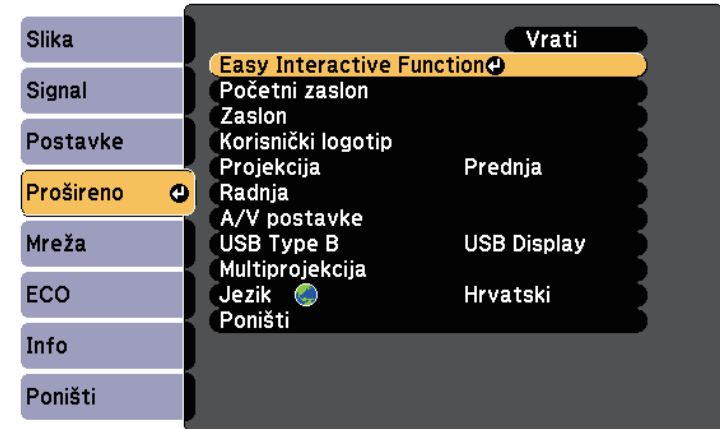 Slika
Signal
Postavke
Prošireno
Mreža
ECO
Info
Poništi
Vrati
Easy Interactive Function
Početni zaslon
Zaslon
Korisnički logotip
Projekcija Prednja
Radnja
A/V postavke
USB Type B USB Display
Multiprojekcija
Jezik Hrvatski
Poništi